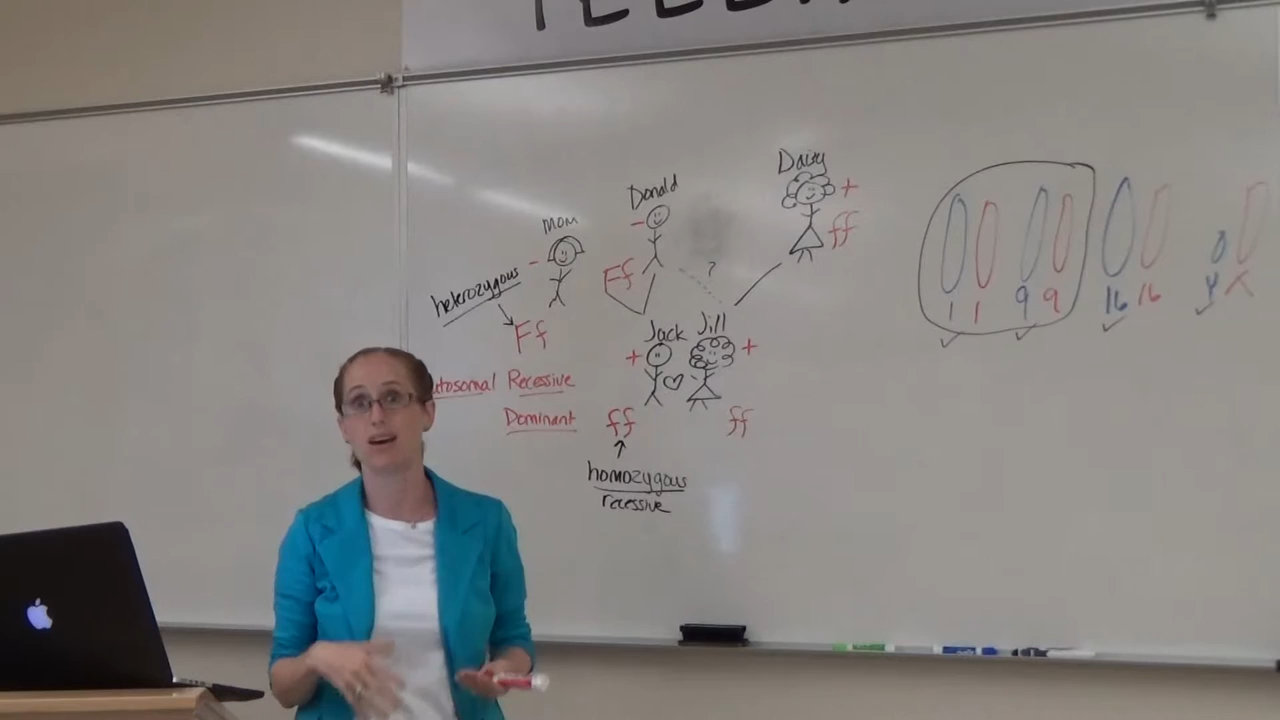 Daisy
+
ff
Donald
-
Ff
?
Mom
-
heterozygous
Ff
Jack Jill
+ +
utosomal Recessive
Dominant
ff ff
homozygous
recessive
1 1 9 9 16 16 y x